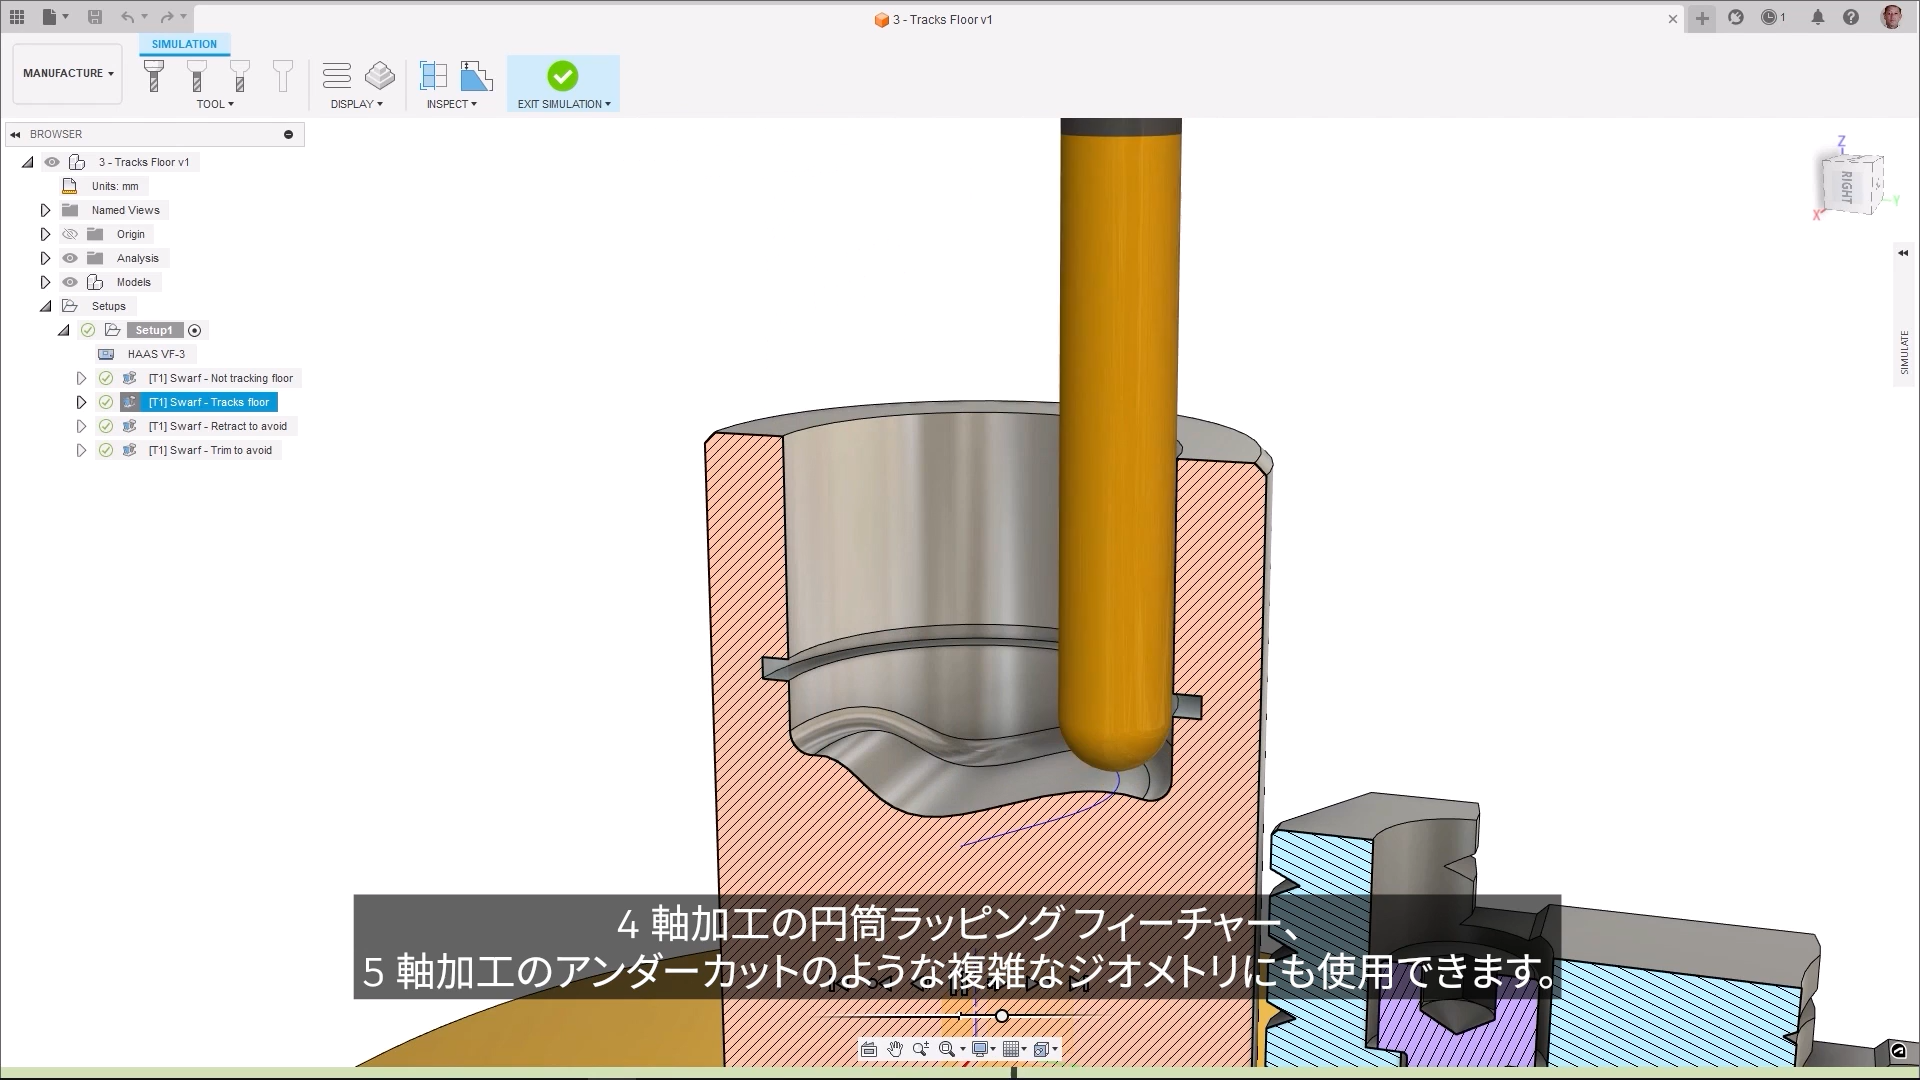 3 - Tracks Floor v1
1
SIMULATION
MANUFACTURE
TOOL
DISPLAY
INSPECT
EXIT SIMULATION
BROWSER
3 - Tracks Floor v1
Units: mm
Named Views
Origin
Analysis
Models
Setups
Setup1
HAAS VF-3
[T1] Swarf - Not tracking floor
[T1] Swarf - Tracks floor
[T1] Swarf - Retract to avoid
[T1] Swarf - Trim to avoid
Z
RIGHT
X
Y
SIMULATE
4 軸加工の円筒ラッピング フィーチャー、
5 軸加工のアンダーカットのような複雑なジオメトリにも使用できます。